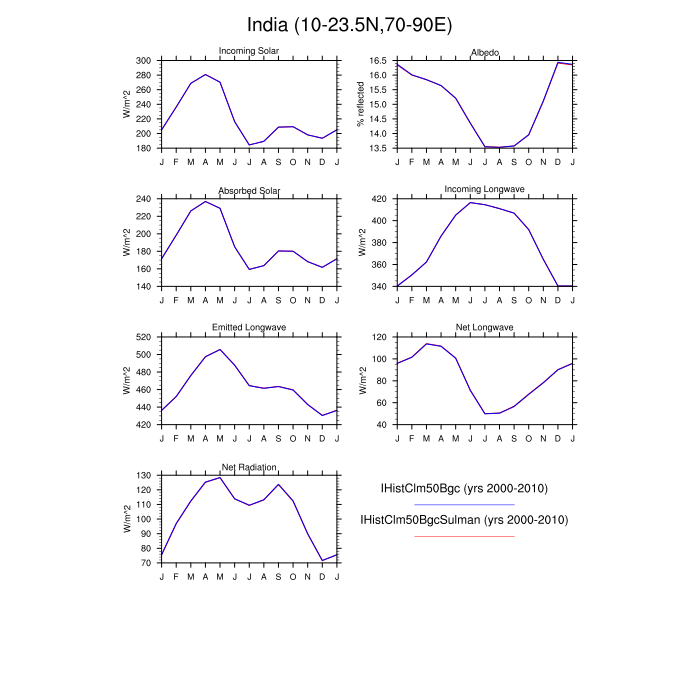 India (10-23.5N,70-90E)
Incoming Solar
W/m^2
300
280
260
240
220
200
180
J F M A M J J A S O N D J
Albedo
% reflected
16.5
16.0
15.5
15.0
14.5
14.0
13.5
J F M A M J J A S O N D J
Absorbed Solar
W/m^2
240
220
200
180
160
140
J F M A M J J A S O N D J
Incoming Longwave
W/m^2
420
400
380
360
340
J F M A M J J A S O N D J
Emitted Longwave
W/m^2
520
500
480
460
440
420
J F M A M J J A S O N D J
Net Longwave
W/m^2
120
100
80
60
40
J F M A M J J A S O N D J
Net Radiation
W/m^2
130
120
110
100
90
80
70
J F M A M J J A S O N D J
IHistClm50Bgc (yrs 2000-2010)
IHistClm50BgcSulman (yrs 2000-2010)